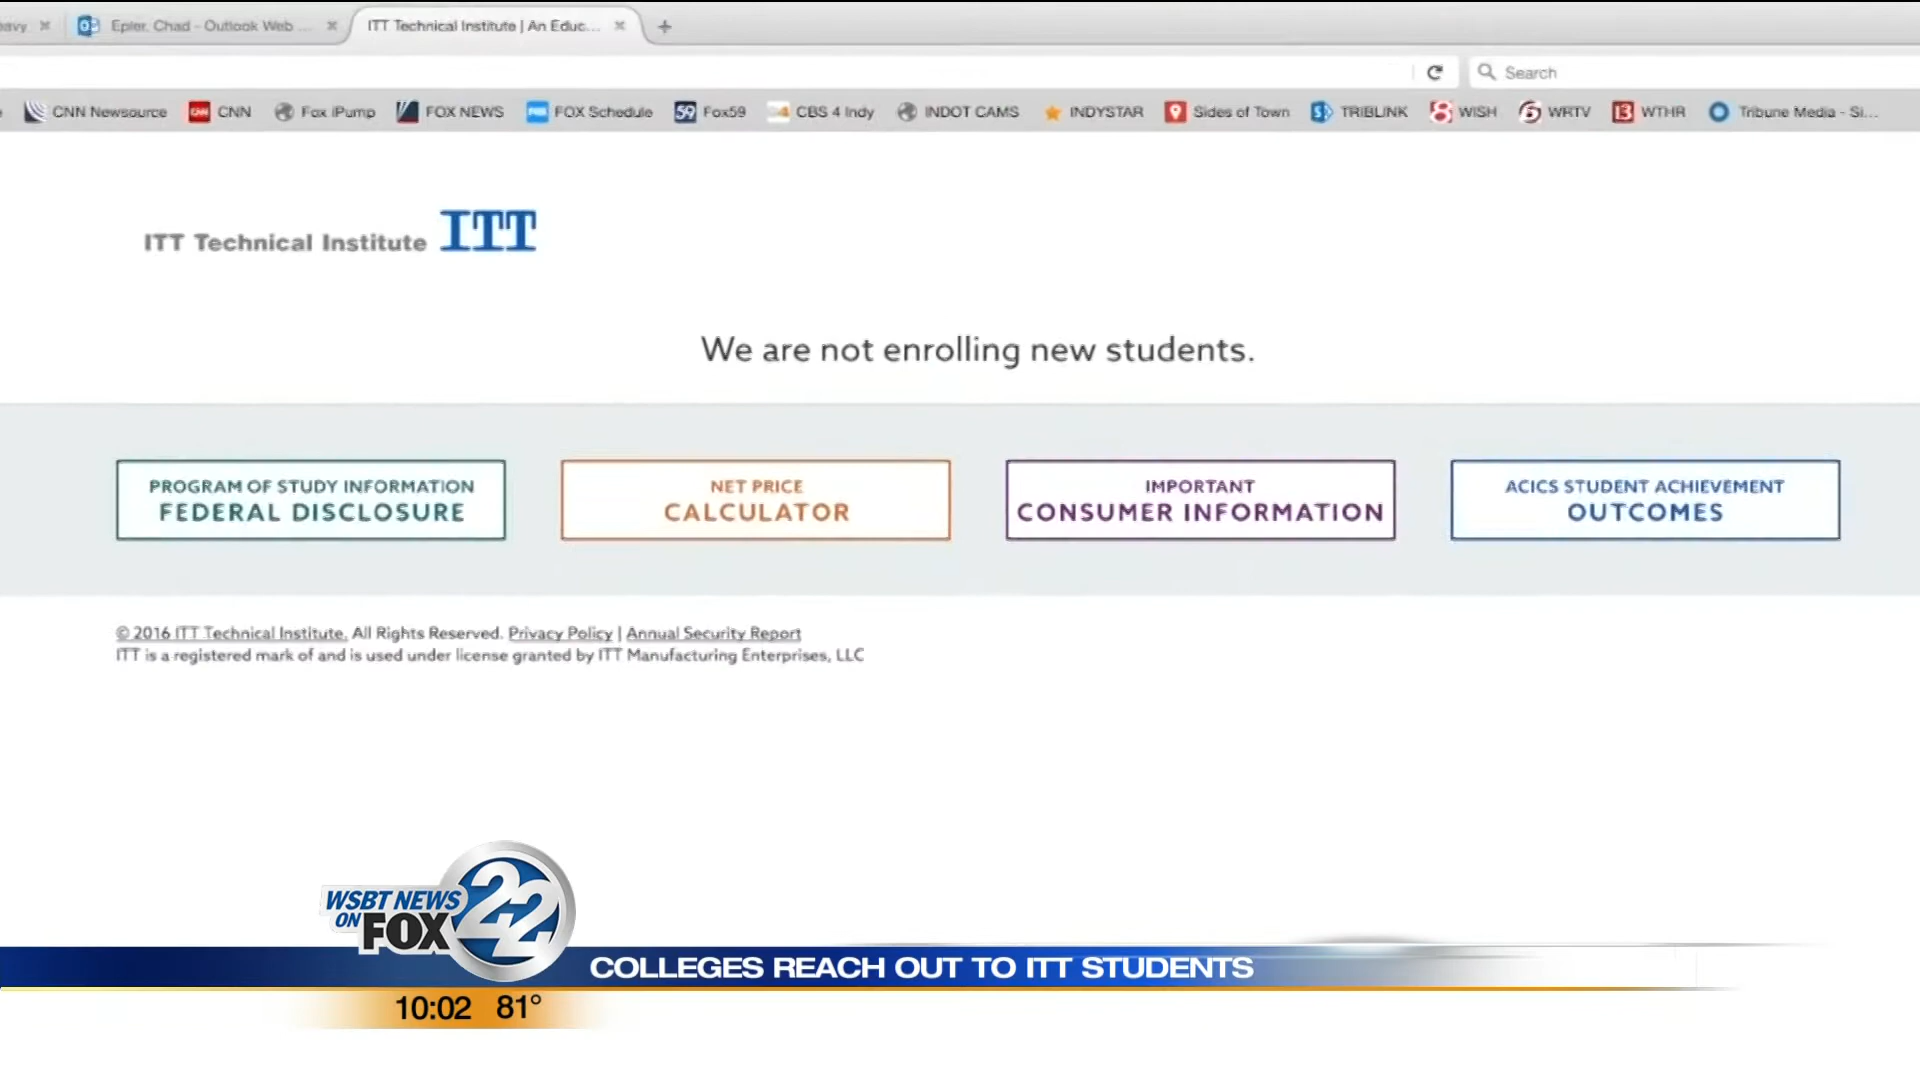 eavy
Epler, Chad - Outlook Web ...
ITT Technical Institute | An Educ...
Search
CNN Newsource CNN Fox iPump FOX NEWS FOX Schedule 59 Fox59 CBS 4 Indy INDOT CAMS INDYSTAR Sides of Town TRIBLINK WISH WRTV 13 WTHR Tribune Media - Si...
ITT Technical Institute ITT
We are not enrolling new students.
PROGRAM OF STUDY INFORMATION
FEDERAL DISCLOSURE
NET PRICE
CALCULATOR
IMPORTANT
CONSUMER INFORMATION
ACICS STUDENT ACHIEVEMENT
OUTCOMES
© 2016 ITT Technical Institute. All Rights Reserved. Privacy Policy | Annual Security Report
ITT is a registered mark of and is used under license granted by ITT Manufacturing Enterprises, LLC
WSBT NEWS
ON FOX 22
COLLEGES REACH OUT TO ITT STUDENTS
10:02 81°